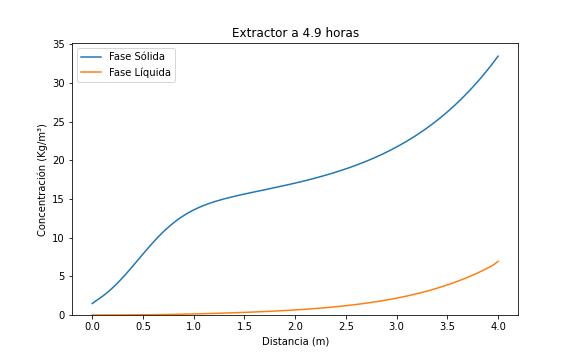 Extractor a 4.9 horas
Fase Sólida
Fase Líquida
Concentración (Kg/m³)
35
30
25
20
15
10
5
0
0.0 0.5 1.0 1.5 2.0 2.5 3.0 3.5 4.0
Distancia (m)